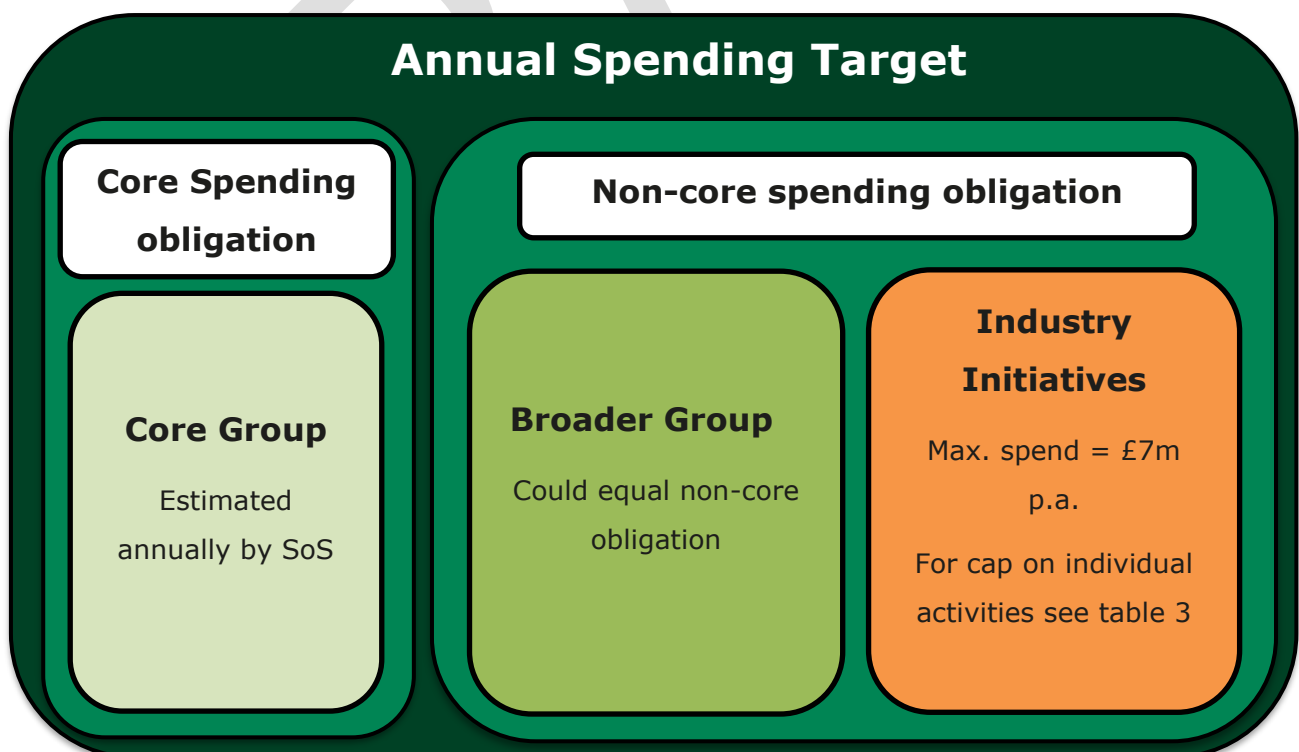 Annual Spending Target
Core Spending
obligation
Non-core spending obligation
Core Group
Estimated
annually by SoS
Broader Group
Could equal non-core
obligation
Industry
Initiatives
Max. spend = £7m
p.a.
For cap on individual
activities see table 3